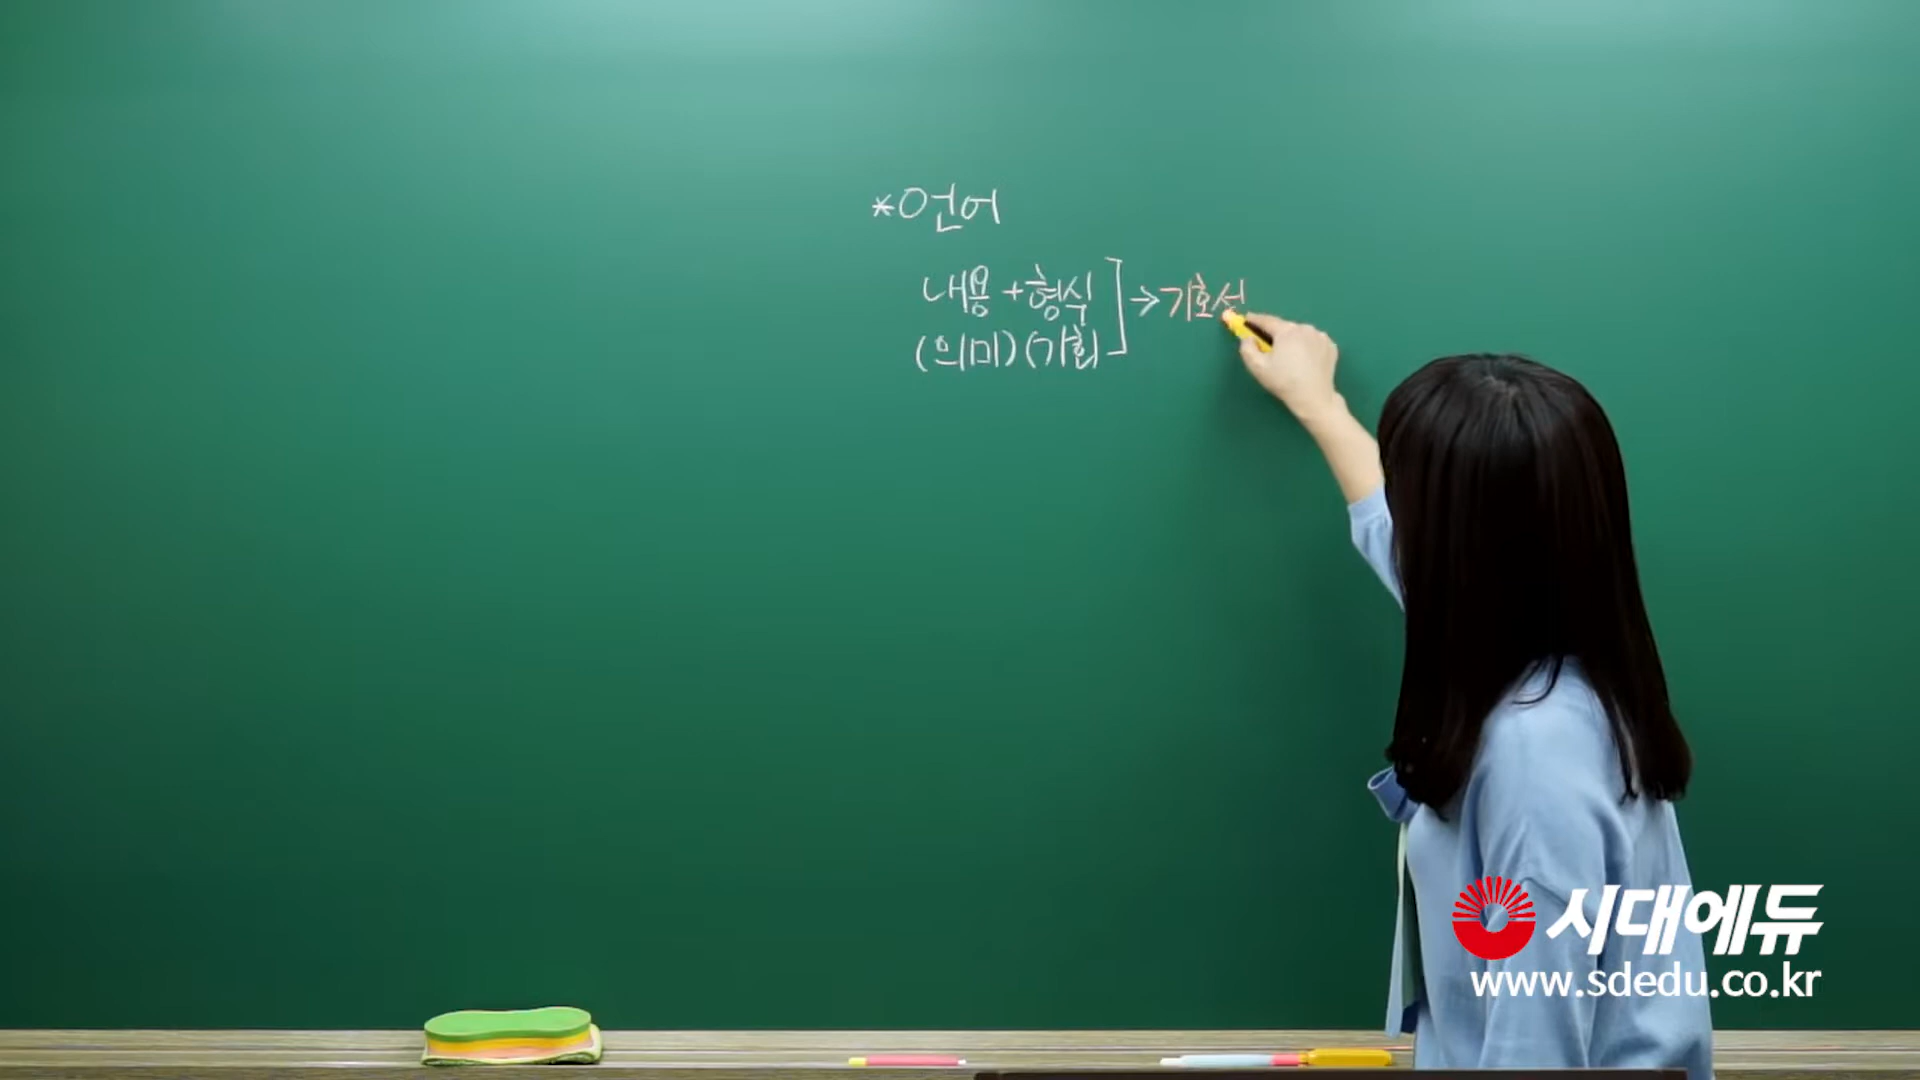 *언어
내용+형식 → 기호성
(의미)(기호)
시대에듀
www.sdedu.co.kr